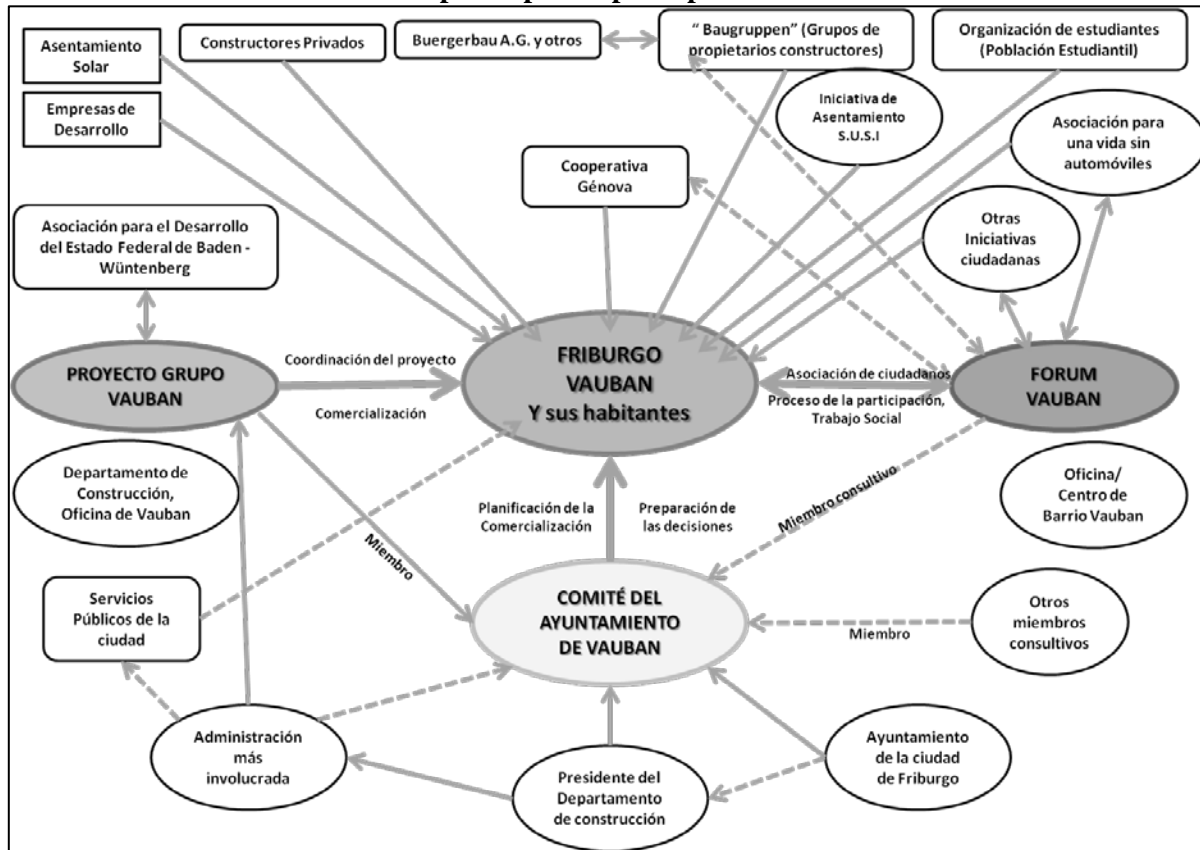 Asentamiento
Solar
Constructores Privados
Buergerbau A.G. y otros
“ Baugruppen” (Grupos de
propietarios constructores)
Organización de estudiantes
(Población Estudiantil)
Empresas de
Desarrollo
Iniciativa de
Asentamiento
S.U.S.I
Asociación para
una vida sin
automóviles
Cooperativa
Génova
Asociación para el Desarrollo
del Estado Federal de Baden -
Wüntenberg
Otras
Iniciativas
ciudadanas
PROYECTO GRUPO
VAUBAN
Coordinación del proyecto
Comercialización
FRIBURGO
VAUBAN
Y sus habitantes
Asociación de ciudadanos
Proceso de la participación,
Trabajo Social
FORUM
VAUBAN
Departamento de
Construcción,
Oficina de Vauban
Planificación de la
Comercialización
Preparación de
las decisiones
Miembro consultivo
Oficina/
Centro de
Barrio Vauban
Miembro
Servicios
Públicos de la
ciudad
COMITÉ DEL
AYUNTAMIENTO
DE VAUBAN
Miembro
Otros
miembros
consultivos
Administración
más
involucrada
Presidente del
Departamento
de construcción
Ayuntamiento
de la ciudad
de Friburgo